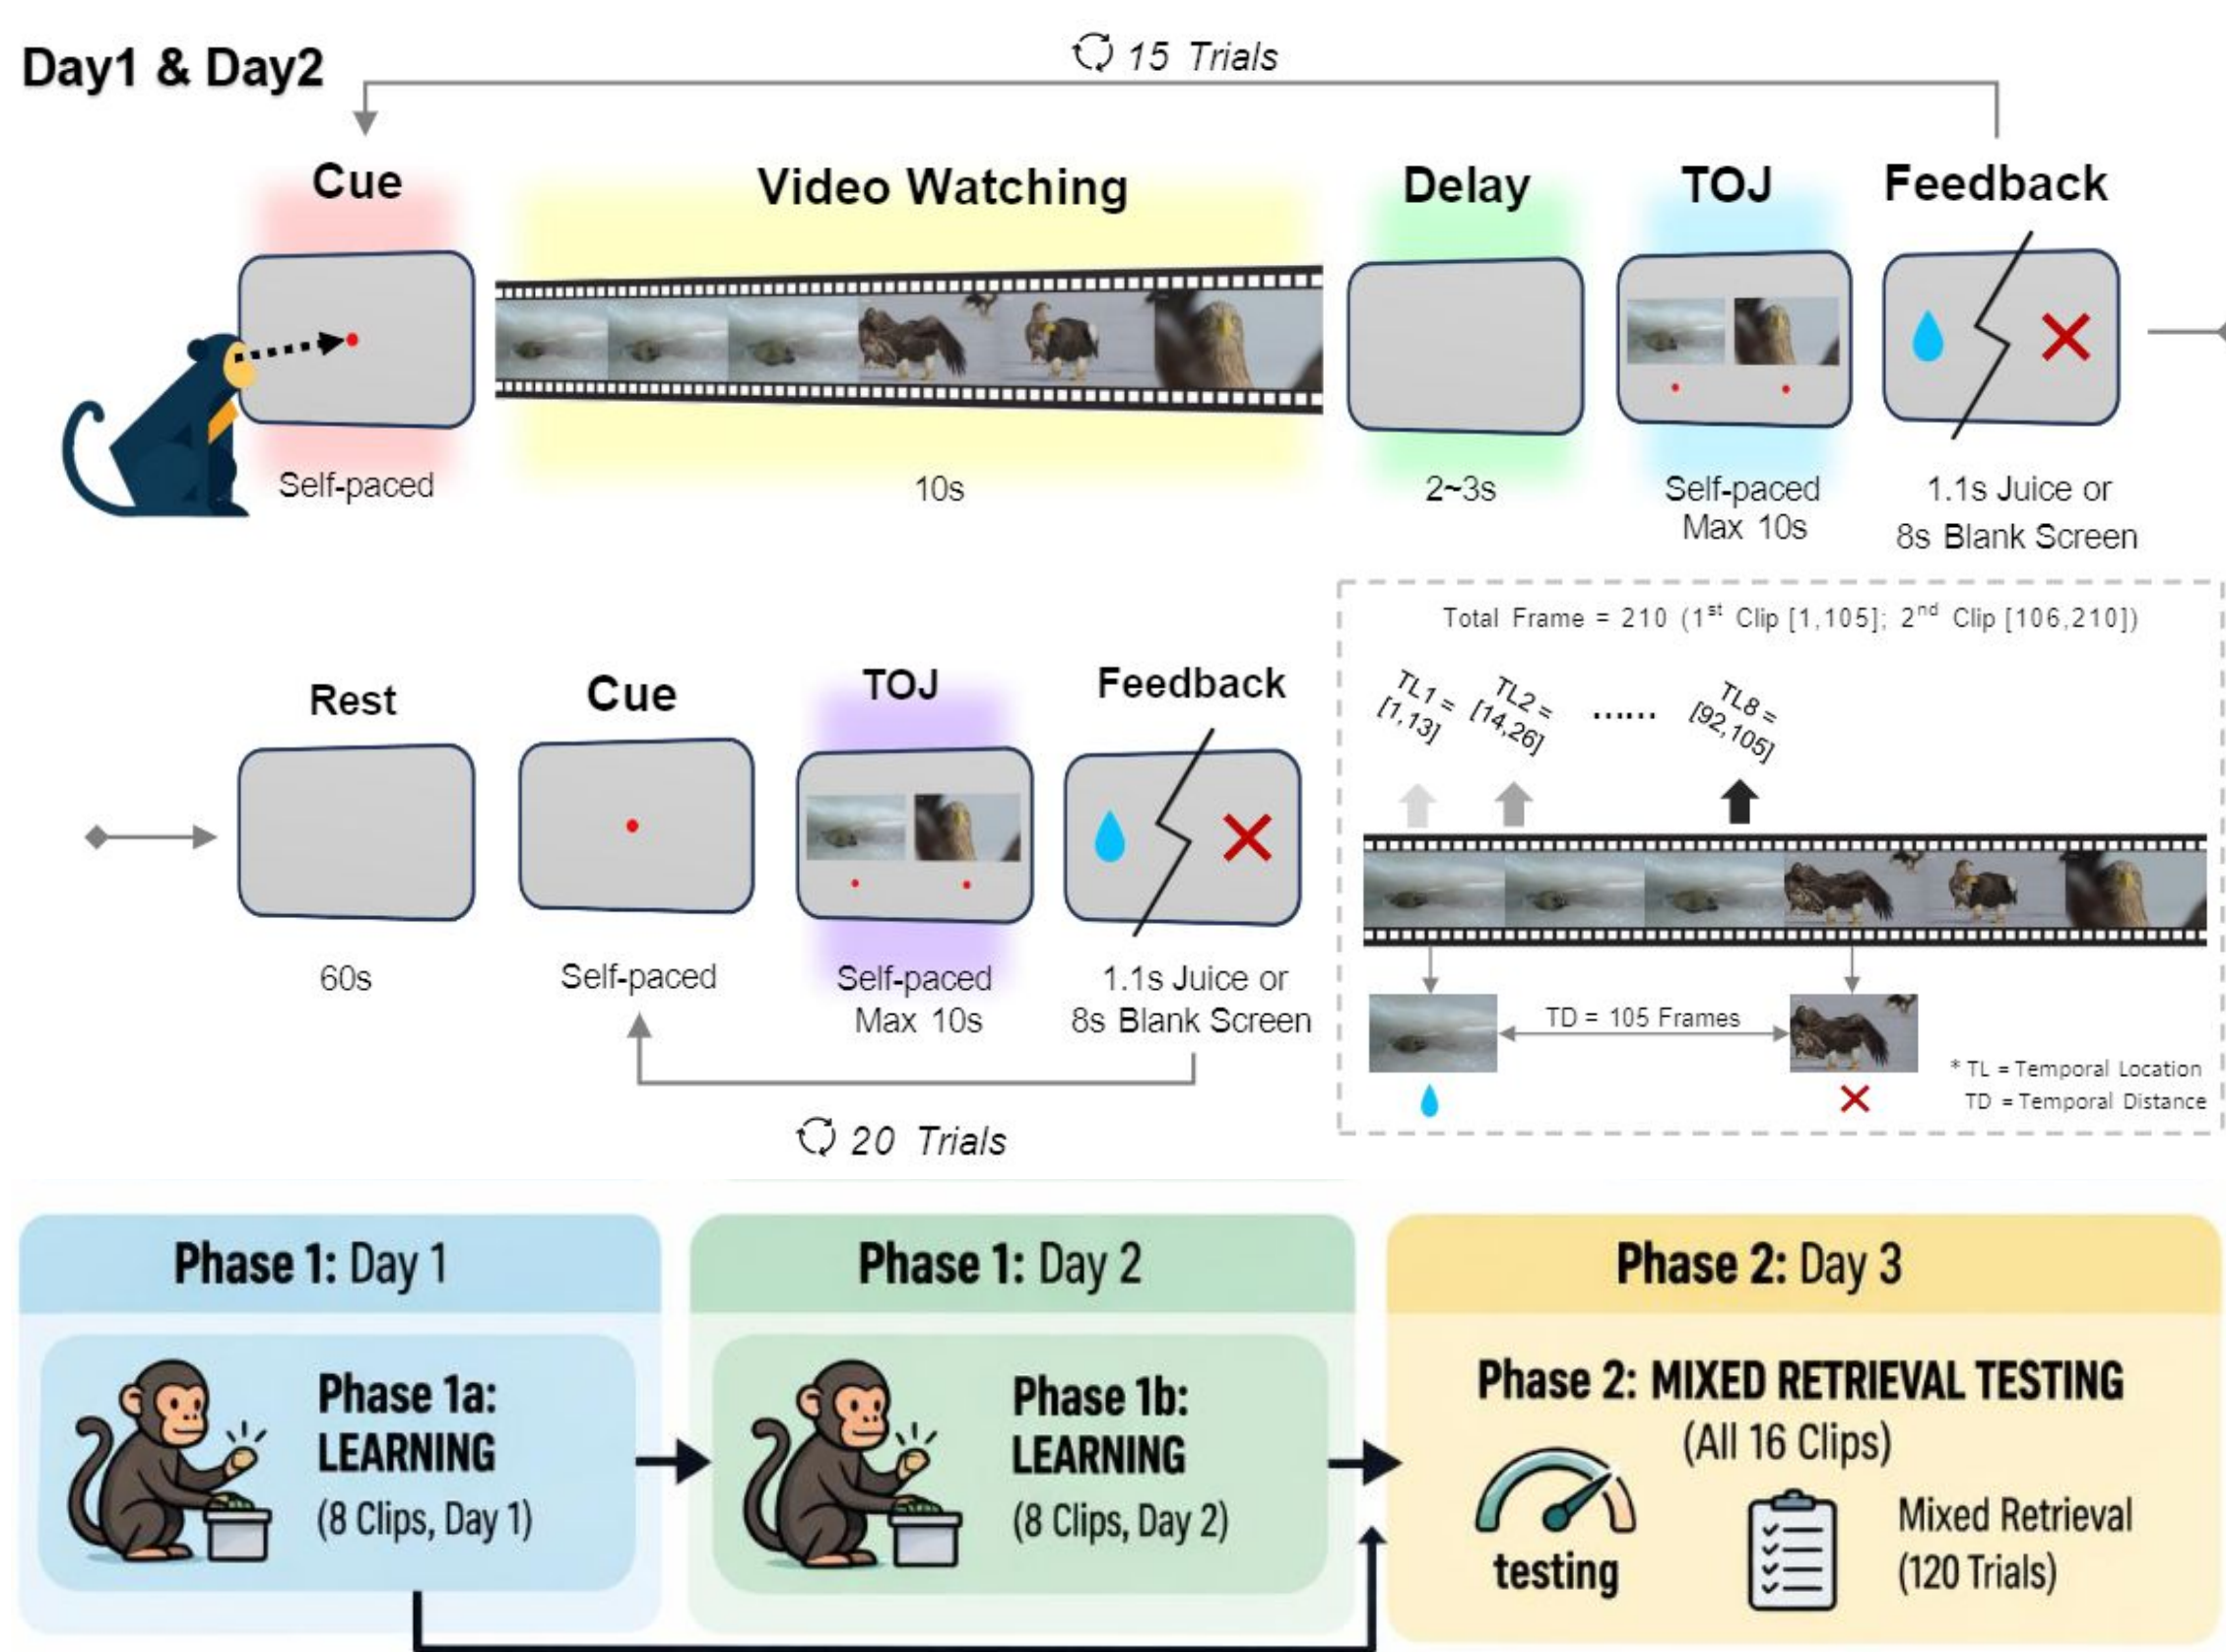 Day1 & Day2
15 Trials
Cue
Video Watching
Delay
TOJ
Feedback
Self-paced
10s
2~3s
Self-paced
Max 10s
1.1s Juice or
8s Blank Screen
Rest
Cue
TOJ
Feedback
60s
Self-paced
Self-paced
Max 10s
1.1s Juice or
8s Blank Screen
20 Trials
Total Frame = 210 (1st Clip [1,105]; 2nd Clip [106,210])
TL1 =
[1,13]
TL2 =
[14,26]
......
TL8 =
[92,105]
TD = 105 Frames
* TL = Temporal Location
TD = Temporal Distance
Phase 1: Day 1
Phase 1a:
LEARNING
(8 Clips, Day 1)
Phase 1: Day 2
Phase 1b:
LEARNING
(8 Clips, Day 2)
Phase 2: Day 3
Phase 2: MIXED RETRIEVAL TESTING
(All 16 Clips)
testing
Mixed Retrieval
(120 Trials)